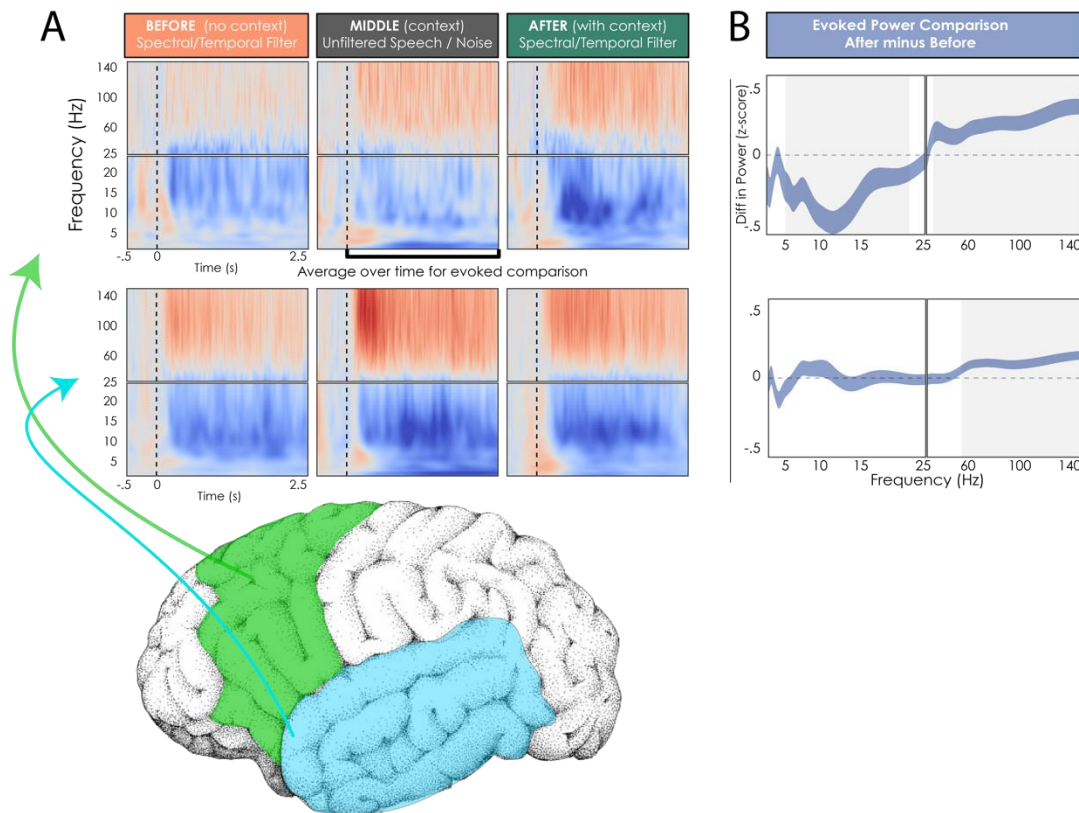 A
BEFORE (no context)
Spectral/Temporal Filter
MIDDLE (context)
Unfiltered Speech / Noise
AFTER (with context)
Spectral/Temporal Filter
B
Evoked Power Comparison
After minus Before
Frequency (Hz)
140
100
60
25
20
15
10
5
-.5
0
2.5
Time (s)
Average over time for evoked comparison
140
100
60
25
20
15
10
5
-.5
0
2.5
Time (s)
Diff in Power (z-score)
.5
0
-.5
5
10
15
25
60
100
140
.5
0
-.5
5
10
15
25
60
100
140
Frequency (Hz)